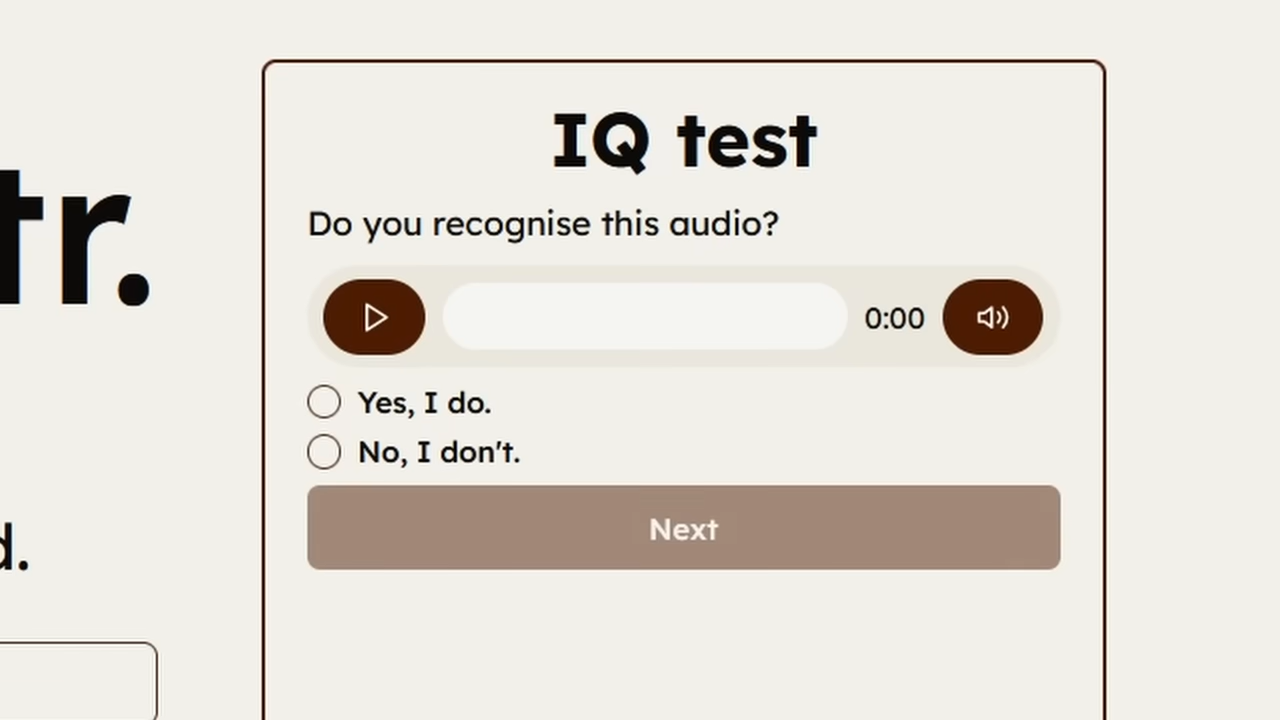 IQ test
tr.
Do you recognise this audio?
0:00
Yes, I do.
No, I don't.
Next
d.